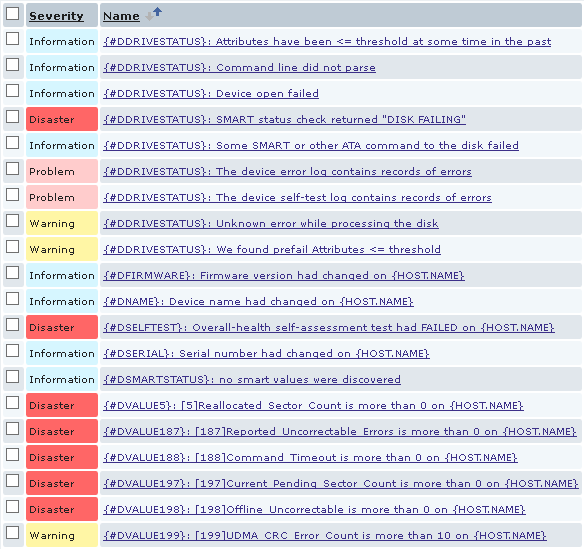 Severity Name
Information {#DDRIVESTATUS}: Attributes have been <= threshold at some time in the past
Information {#DDRIVESTATUS}: Command line did not parse
Information {#DDRIVESTATUS}: Device open failed
Disaster {#DDRIVESTATUS}: SMART status check returned "DISK FAILING"
Information {#DDRIVESTATUS}: Some SMART or other ATA command to the disk failed
Problem {#DDRIVESTATUS}: The device error log contains records of errors
Problem {#DDRIVESTATUS}: The device self-test log contains records of errors
Warning {#DDRIVESTATUS}: Unknown error while processing the disk
Warning {#DDRIVESTATUS}: We found prefail Attributes <= threshold
Information {#DFIRMWARE}: Firmware version had changed on {HOST.NAME}
Information {#DNAME}: Device name had changed on {HOST.NAME}
Disaster {#DSELFTEST}: Overall-health self-assessment test had FAILED on {HOST.NAME}
Information {#DSERIAL}: Serial number had changed on {HOST.NAME}
Information {#DSMARTSTATUS}: no smart values were discovered
Disaster {#DVALUE5}: [5]Reallocated_Sector_Count is more than 0 on {HOST.NAME}
Disaster {#DVALUE187}: [187]Reported_Uncorrectable_Errors is more than 0 on {HOST.NAME}
Disaster {#DVALUE188}: [188]Command_Timeout is more than 0 on {HOST.NAME}
Disaster {#DVALUE197}: [197]Current_Pending_Sector_Count is more than 0 on {HOST.NAME}
Disaster {#DVALUE198}: [198]Offline_Uncorrectable is more than 0 on {HOST.NAME}
Warning {#DVALUE199}: [199]UDMA_CRC_Error_Count is more than 10 on {HOST.NAME}